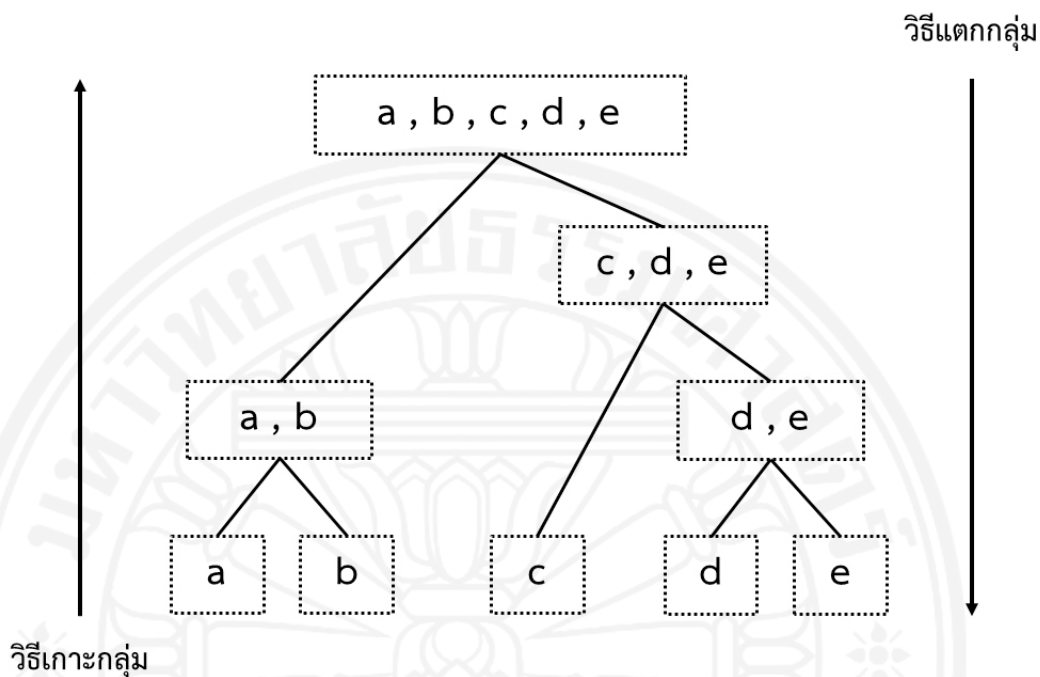 วิธีแตกกลุ่ม
a , b , c , d , e
c , d , e
a , b
d , e
a
b
c
d
e
วิธีเกาะกลุ่ม